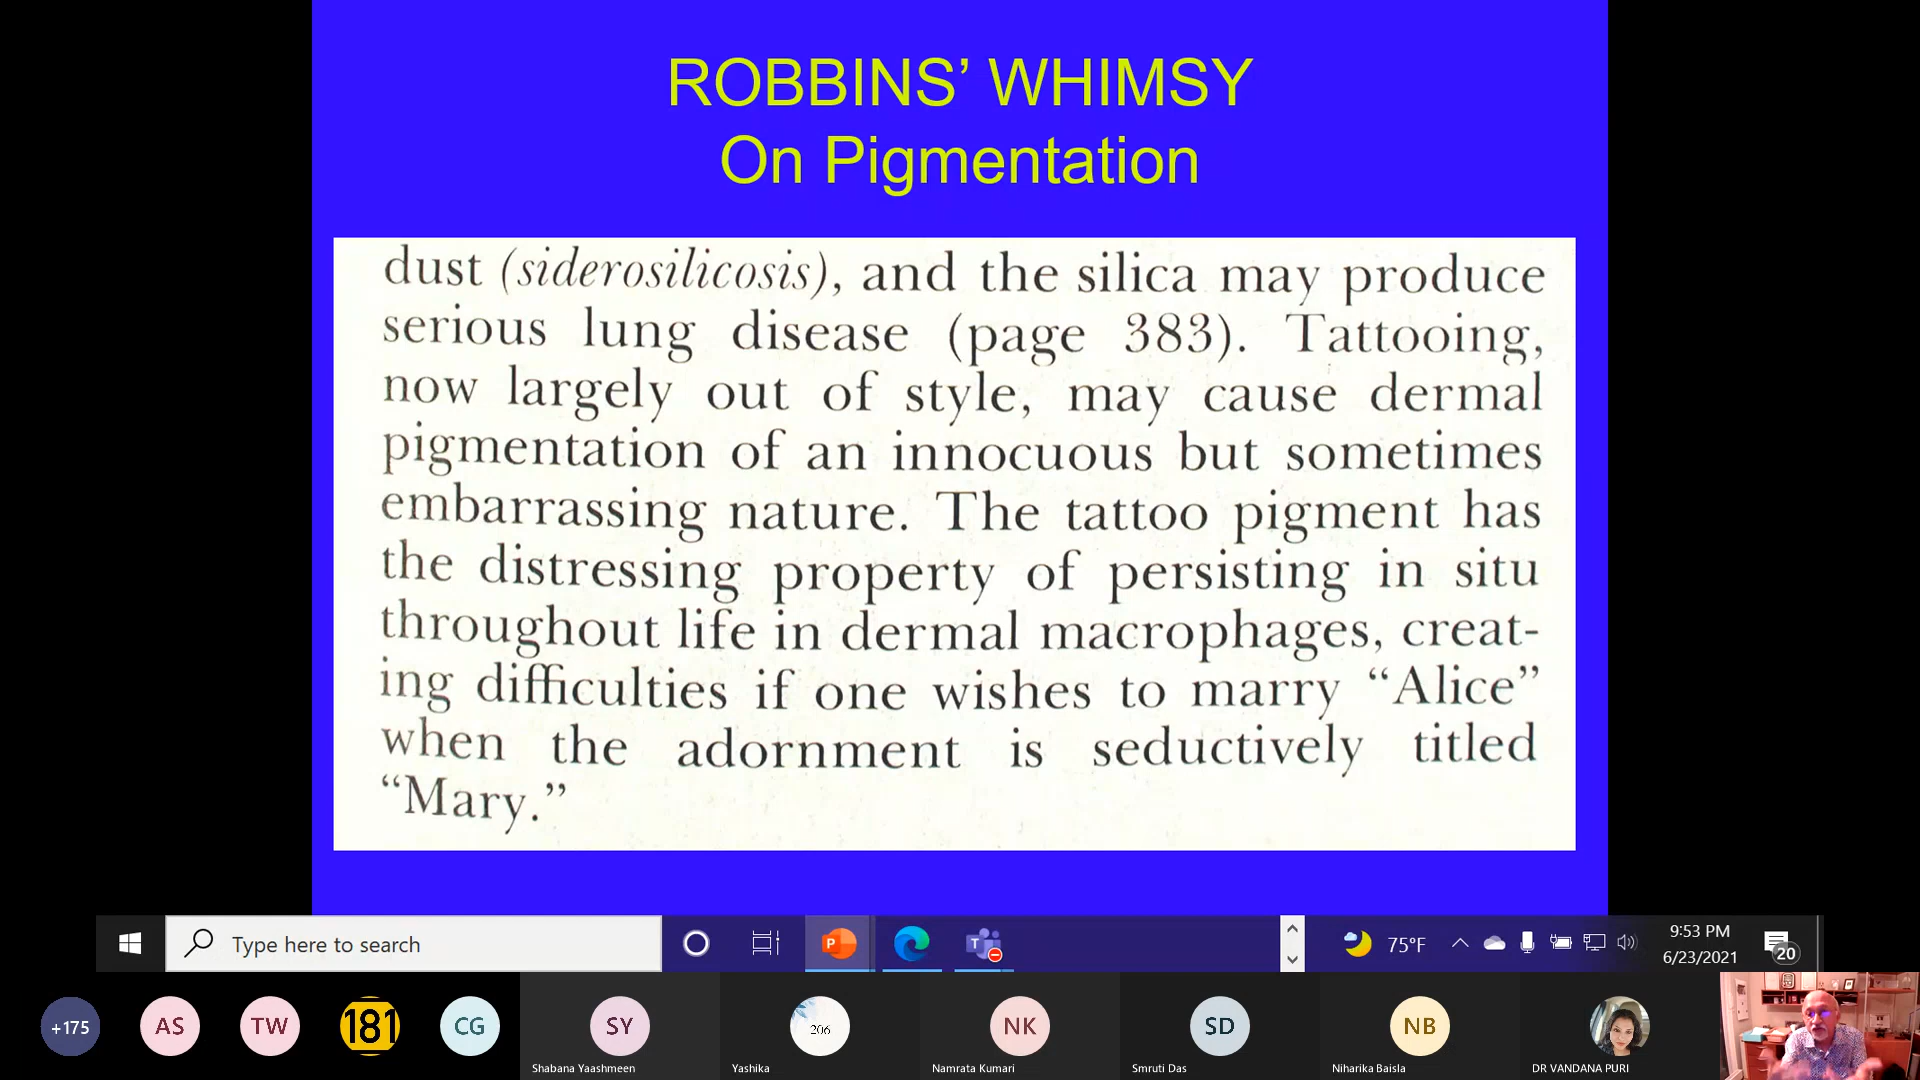 ROBBINS’ WHIMSY
On Pigmentation
dust (siderosilicosis), and the silica may produce
serious lung disease (page 383). Tattooing,
now largely out of style, may cause dermal
pigmentation of an innocuous but sometimes
embarrassing nature. The tattoo pigment has
the distressing property of persisting in situ
throughout life in dermal macrophages, creat-
ing difficulties if one wishes to marry “Alice”
when the adornment is seductively titled
“Mary.”
Type here to search
P
T
75°F
9:53 PM
6/23/2021
20
+175
AS
TW
181
CG
SY
206
NK
SD
NB
Shabana Yaashmeen
Yashika
Namrata Kumari
Smruti Das
Niharika Baisla
DR VANDANA PURI